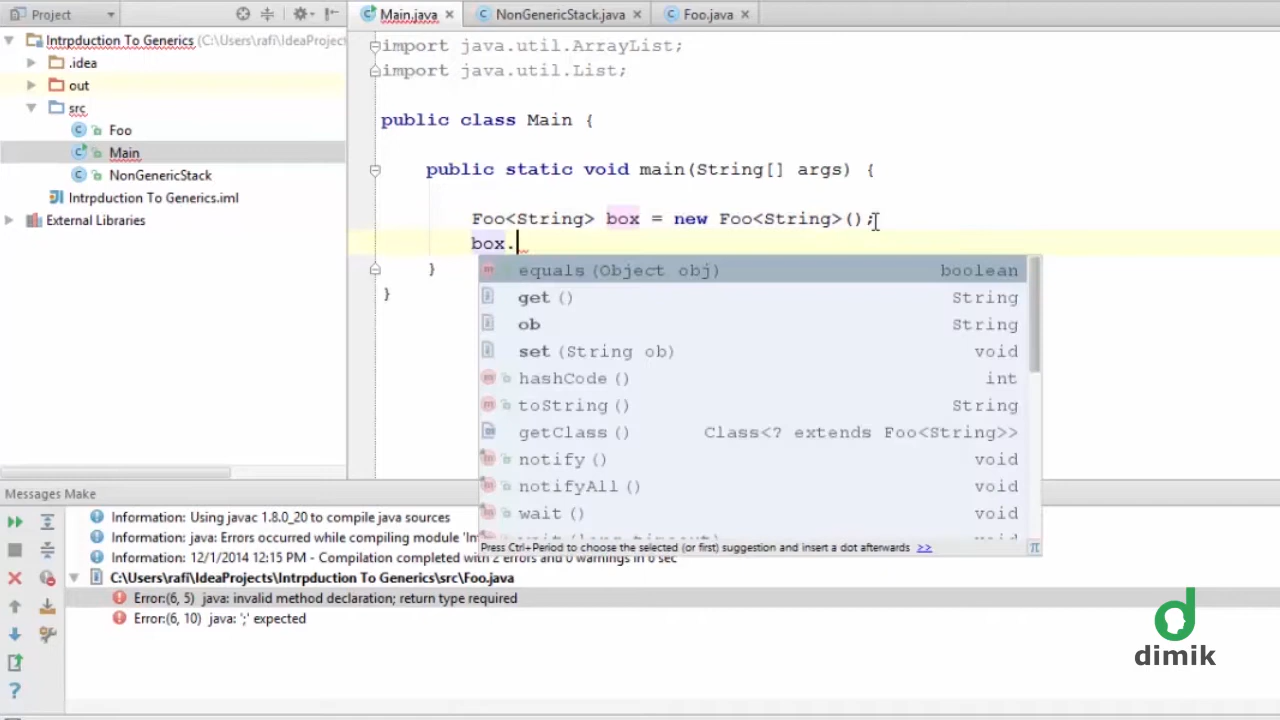 Project
Main.java
NonGenericStack.java
Foo.java
Intrpduction To Generics (C:\Users\rafi\IdeaProject
.idea
out
src
Foo
Main
NonGenericStack
Intrpduction To Generics.iml
External Libraries
import java.util.ArrayList;
import java.util.List;
public class Main {
public static void main(String[] args) {
Foo<String> box = new Foo<String>();
box.
}
}
equals(Object obj) boolean
get() String
ob String
set(String ob) void
hashCode() int
toString() String
getClass() Class<? extends Foo<String>>
notify() void
notifyAll() void
wait() void
Press Ctrl+Period to choose the selected (or first) suggestion and insert a dot afterwards >>
Messages Make
Information: Using javac 1.8.0_20 to compile java sources
Information: java: Errors occurred while compiling module 'Int
Information: 12/1/2014 12:15 PM - Compilation completed with 2 errors and 0 warnings in 0 sec
C:\Users\rafi\IdeaProjects\Intrpduction To Generics\src\Foo.java
Error:(6, 5) java: invalid method declaration; return type required
Error:(6, 10) java: ';' expected
dimik